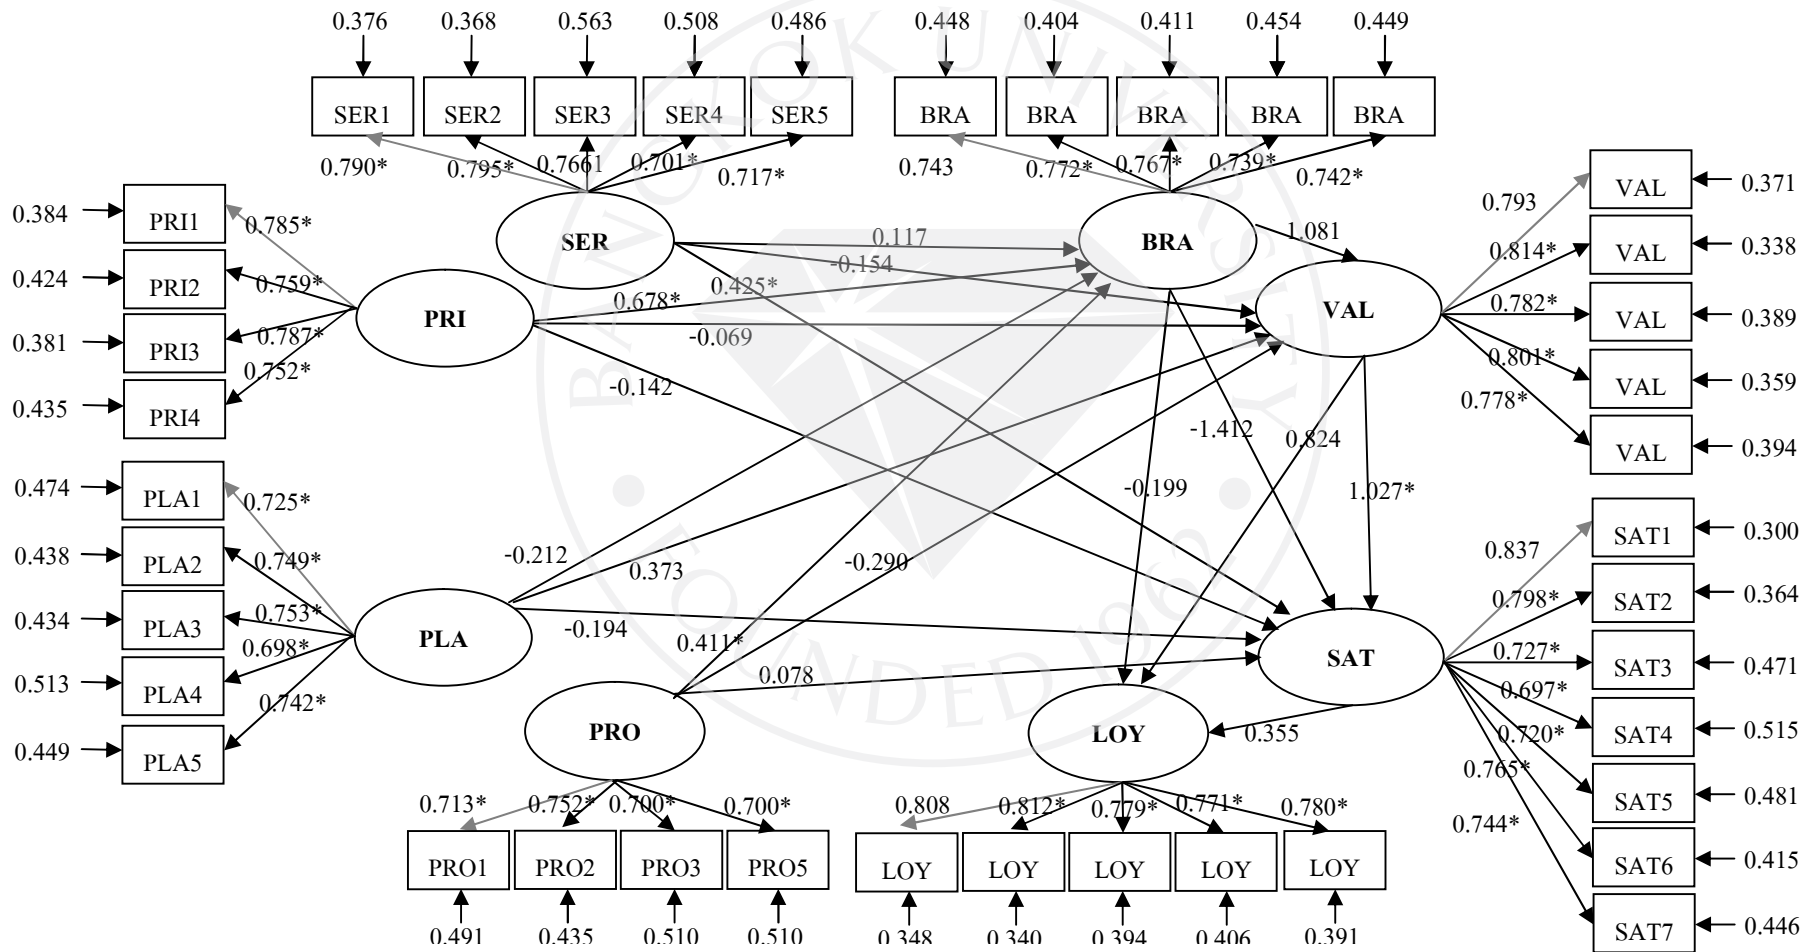 0.376 0.368 0.563 0.508 0.486 0.448 0.404 0.411 0.454 0.449
SER1 SER2 SER3 SER4 SER5 BRA BRA BRA BRA BRA
0.790* 0.795* 0.7661 0.701* 0.717* 0.743 0.772* 0.767* 0.739* 0.742*
0.384 PRI1 0.785*
0.424 PRI2 0.759*
0.381 PRI3 0.787*
0.435 PRI4 0.752*
SER
BRA
PRI
VAL
0.117
-0.154
0.425*
0.678*
-0.069
-0.142
1.081
0.793 VAL 0.371
0.814* VAL 0.338
0.782* VAL 0.389
0.801* VAL 0.359
0.778* VAL 0.394
-1.412
0.824
-0.199
1.027*
0.474 PLA1 0.725*
0.438 PLA2 0.749*
0.434 PLA3 0.753*
0.513 PLA4 0.698*
0.449 PLA5 0.742*
PLA
-0.212
0.373
-0.290
-0.194
0.411*
0.078
SAT
0.837 SAT1 0.300
0.798* SAT2 0.364
0.727* SAT3 0.471
0.697* SAT4 0.515
0.720* SAT5 0.481
0.765* SAT6 0.415
0.744* SAT7 0.446
PRO
LOY
0.355
0.713* 0.752* 0.700* 0.700* 0.808 0.812* 0.779* 0.771* 0.780*
PRO1 PRO2 PRO3 PRO5 LOY LOY LOY LOY LOY
0.491 0.435 0.510 0.510 0.348 0.340 0.394 0.406 0.391
BANGKOK UNIVERSITY
FOUNDED 1962